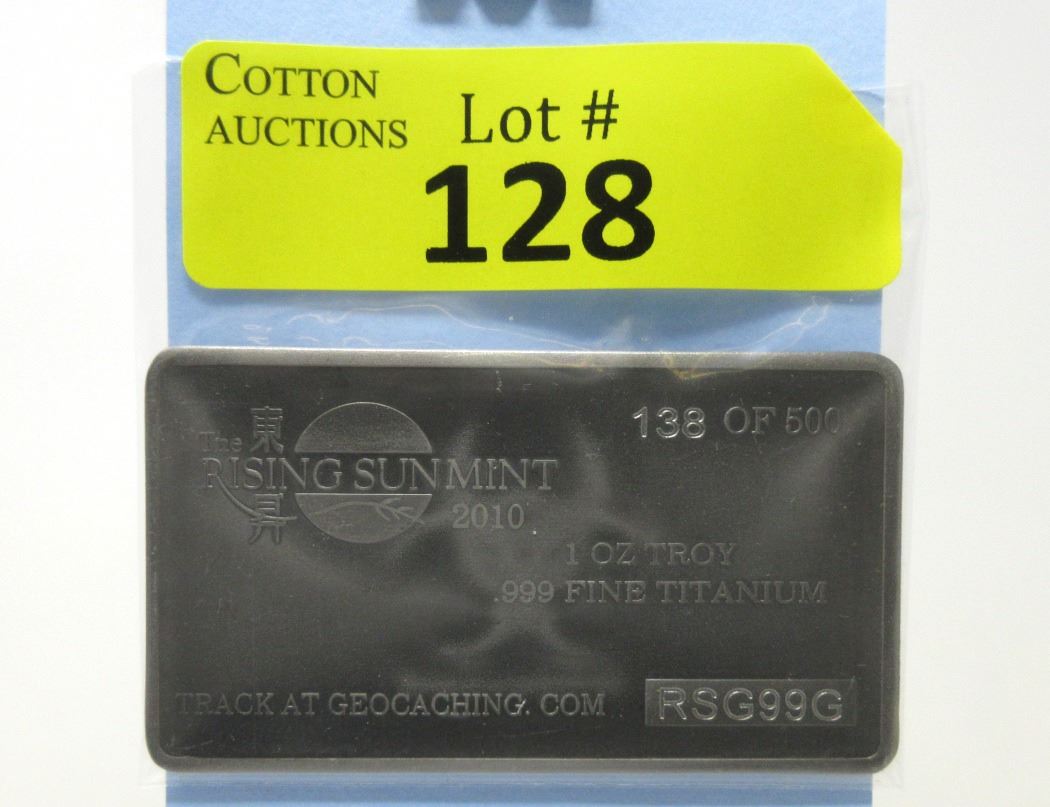 COTTON
AUCTIONS
Lot #
128
138 OF 500
The
東
RISING SUN MINT
昇
2010
1 OZ TROY
.999 FINE TITANIUM
TRACK AT GEOCACHING. COM
RSG99G